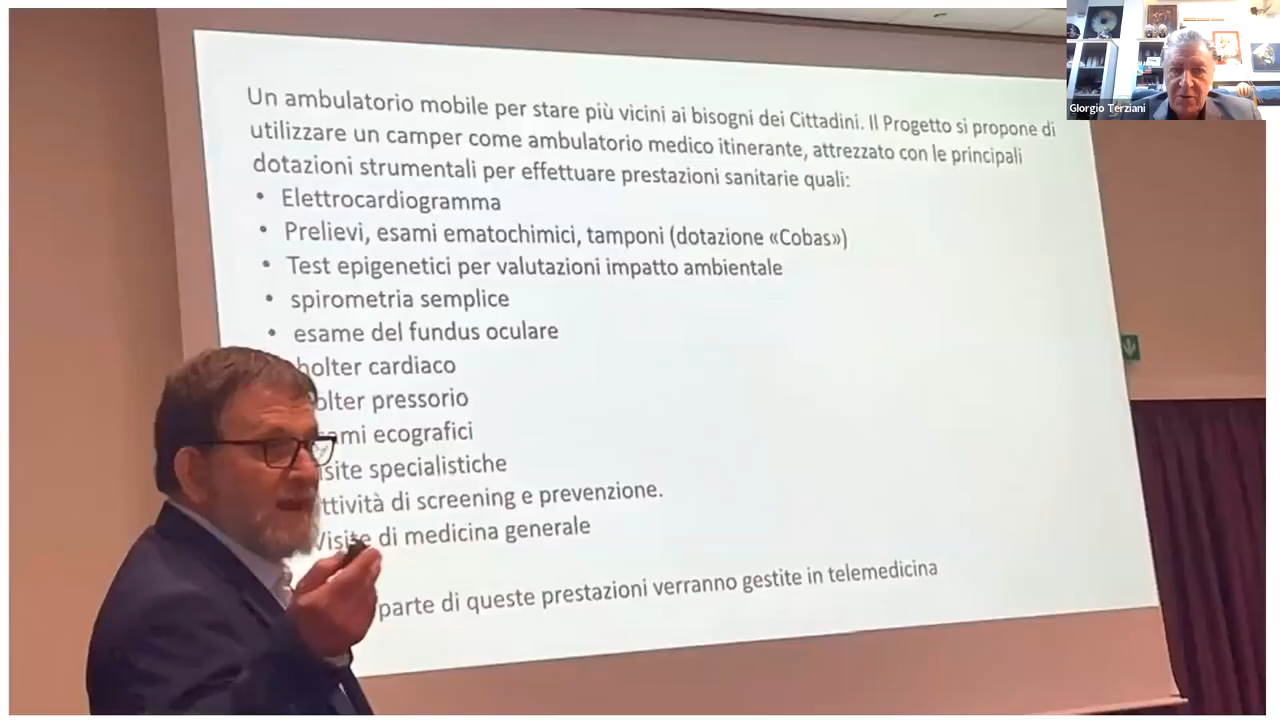 Un ambulatorio mobile per stare più vicini ai bisogni dei Cittadini. Il Progetto si propone di
utilizzare un camper come ambulatorio medico itinerante, attrezzato con le principali
dotazioni strumentali per effettuare prestazioni sanitarie quali:
• Elettrocardiogramma
• Prelievi, esami ematochimici, tamponi (dotazione «Cobas»)
• Test epigenetici per valutazioni impatto ambientale
• spirometria semplice
• esame del fundus oculare
holter cardiaco
olter pressorio
ami ecografici
site specialistiche
ttività di screening e prevenzione.
Visite di medicina generale
parte di queste prestazioni verranno gestite in telemedicina
GIorgio Terziani